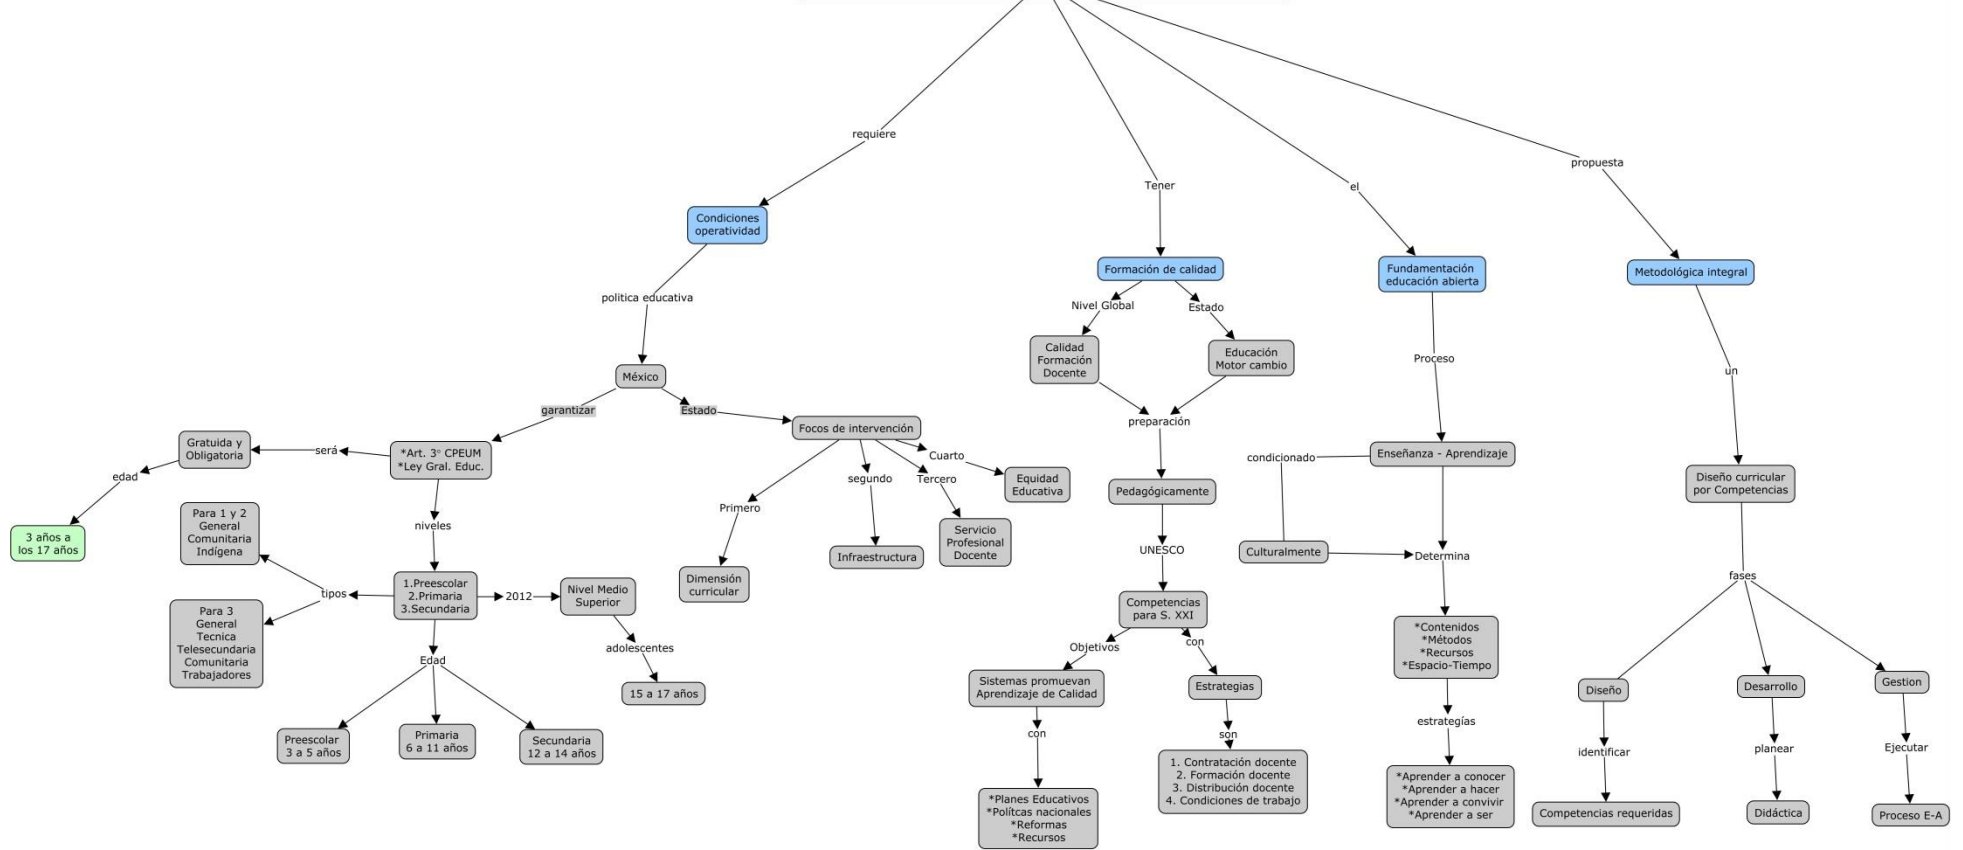 requiere
propuesta
Tener
el
Condiciones
operatividad
Formación de calidad
Fundamentación
educación abierta
Metodológica integral
politica educativa
Nivel Global
Estado
Calidad
Formación
Docente
Educación
Motor cambio
Proceso
un
México
garantizar
Estado
preparación
Focos de intervención
Gratuita y
Obligatoria
será
*Art. 3° CPEUM
*Ley Gral. Educ.
Cuarto
condicionado
Enseñanza - Aprendizaje
edad
segundo
Tercero
Equidad
Educativa
Pedagógicamente
Diseño curricular
por Competencias
Primero
niveles
Para 1 y 2
General
Comunitaria
Indígena
3 años a
los 17 años
Servicio
Profesional
Docente
Infraestructura
UNESCO
Culturalmente
Determina
Dimensión
curricular
fases
tipos
1.Preescolar
2.Primaria
3.Secundaria
2012
Nivel Medio
Superior
Competencias
para S. XXI
Para 3
General
Tecnica
Telesecundaria
Comunitaria
Trabajadores
*Contenidos
*Métodos
*Recursos
*Espacio-Tiempo
adolescentes
Objetivos
con
Edad
15 a 17 años
Sistemas promuevan
Aprendizaje de Calidad
Estrategias
Diseño
Desarrollo
Gestion
estrategías
con
son
Preescolar
3 a 5 años
Primaria
6 a 11 años
Secundaria
12 a 14 años
identificar
planear
Ejecutar
1. Contratación docente
2. Formación docente
3. Distribución docente
4. Condiciones de trabajo
*Aprender a conocer
*Aprender a hacer
*Aprender a convivir
*Aprender a ser
*Planes Educativos
*Polítcas nacionales
*Reformas
*Recursos
Competencias requeridas
Didáctica
Proceso E-A